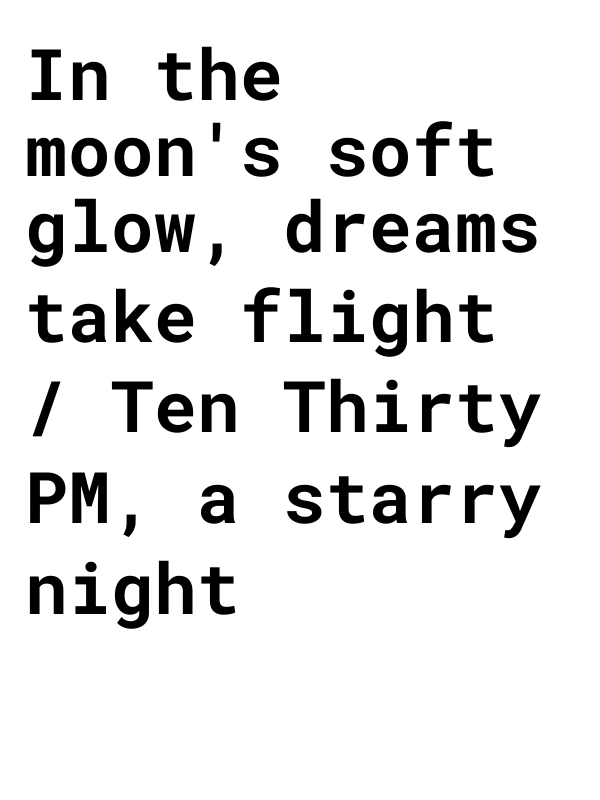 In the
moon's soft
glow, dreams
take flight
/ Ten Thirty
PM, a starry
night